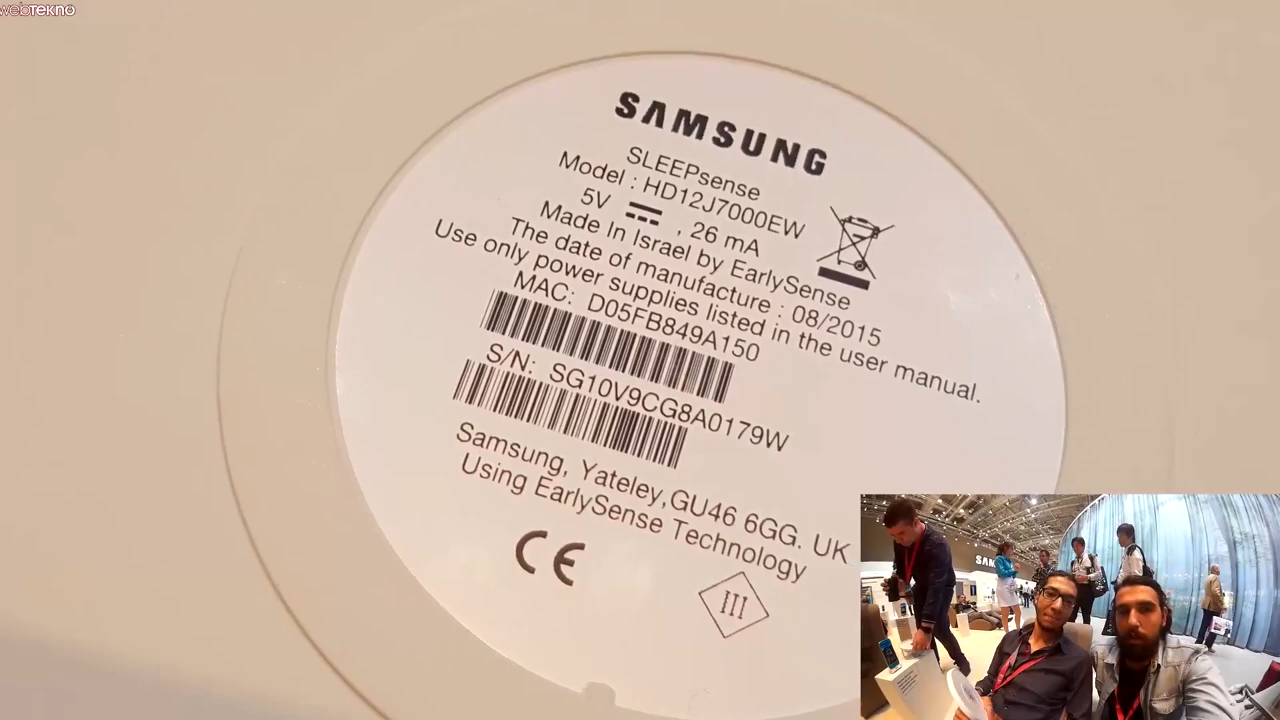 webTEKNO
SAMSUNG
SLEEPsense
Model : HD12J7000EW
5V , 26 mA
Made In Israel by EarlySense
The date of manufacture : 08/2015
Use only power supplies listed in the user manual.
MAC: D05FB849A150
S/N: SG10V9CG8A0179W
Samsung, Yateley,GU46 6GG. UK
Using EarlySense Technology
CE
III